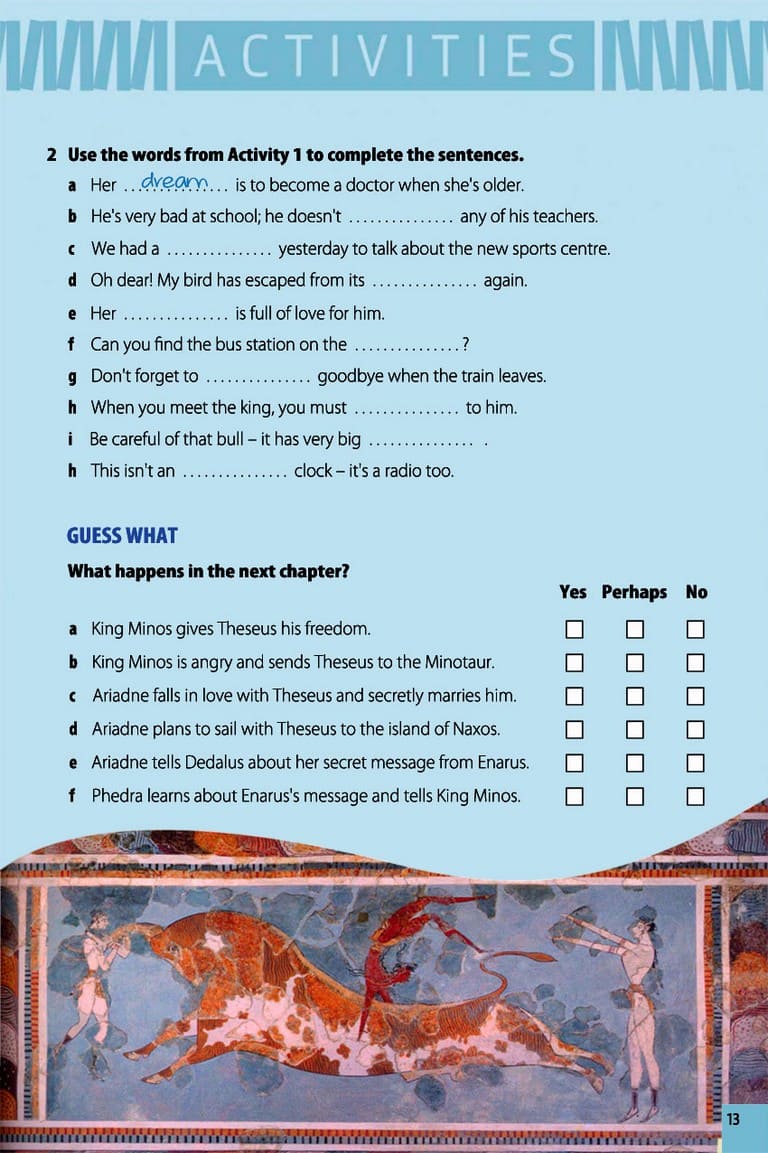 ACTIVITIES
2 Use the words from Activity 1 to complete the sentences.
a Her ...dream... is to become a doctor when she's older.
b He's very bad at school; he doesn't ............... any of his teachers.
c We had a ............... yesterday to talk about the new sports centre.
d Oh dear! My bird has escaped from its ............... again.
e Her ............... is full of love for him.
f Can you find the bus station on the ...............?
g Don't forget to ............... goodbye when the train leaves.
h When you meet the king, you must ............... to him.
i Be careful of that bull – it has very big ............... .
h This isn't an ............... clock – it's a radio too.
GUESS WHAT
What happens in the next chapter?
Yes Perhaps No
a King Minos gives Theseus his freedom.
b King Minos is angry and sends Theseus to the Minotaur.
c Ariadne falls in love with Theseus and secretly marries him.
d Ariadne plans to sail with Theseus to the island of Naxos.
e Ariadne tells Dedalus about her secret message from Enarus.
f Phedra learns about Enarus's message and tells King Minos.
13